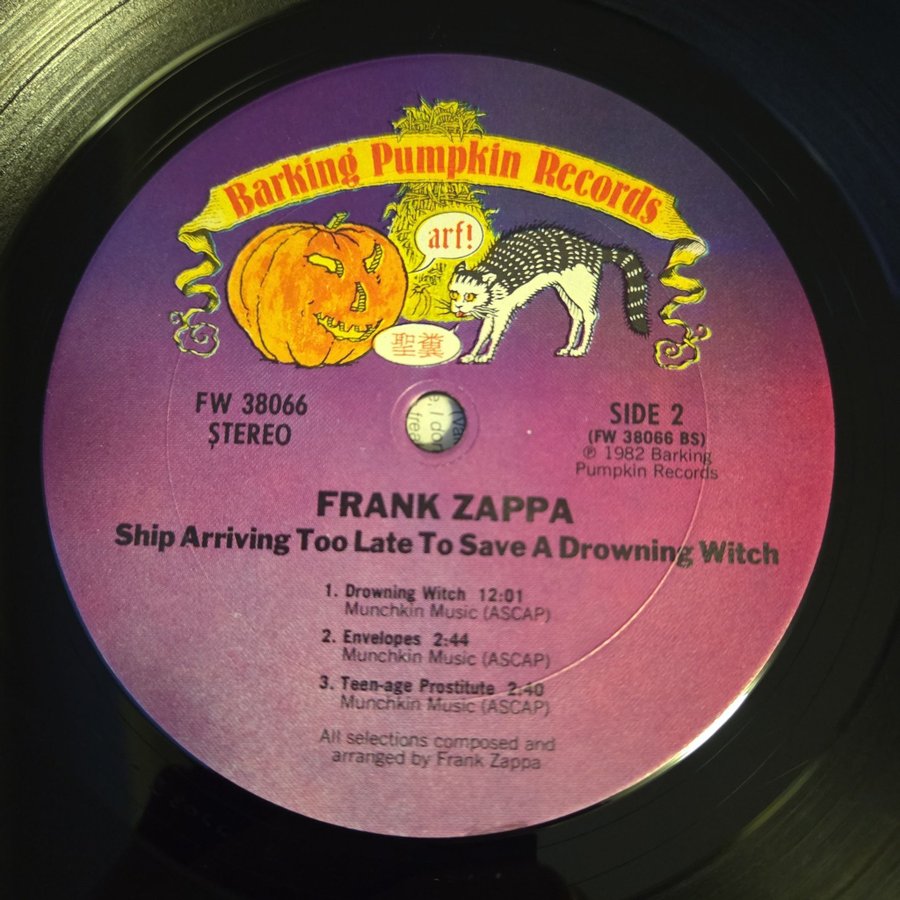 Barking Pumpkin Records
arf!
聖糞
FW 38066
STEREO
SIDE 2
(FW 38066 BS)
℗ 1982 Barking
Pumpkin Records
FRANK ZAPPA
Ship Arriving Too Late To Save A Drowning Witch
1. Drowning Witch 12:01
Munchkin Music (ASCAP)
2. Envelopes 2:44
Munchkin Music (ASCAP)
3. Teen-age Prostitute 2:40
Munchkin Music (ASCAP)
All selections composed and
arranged by Frank Zappa